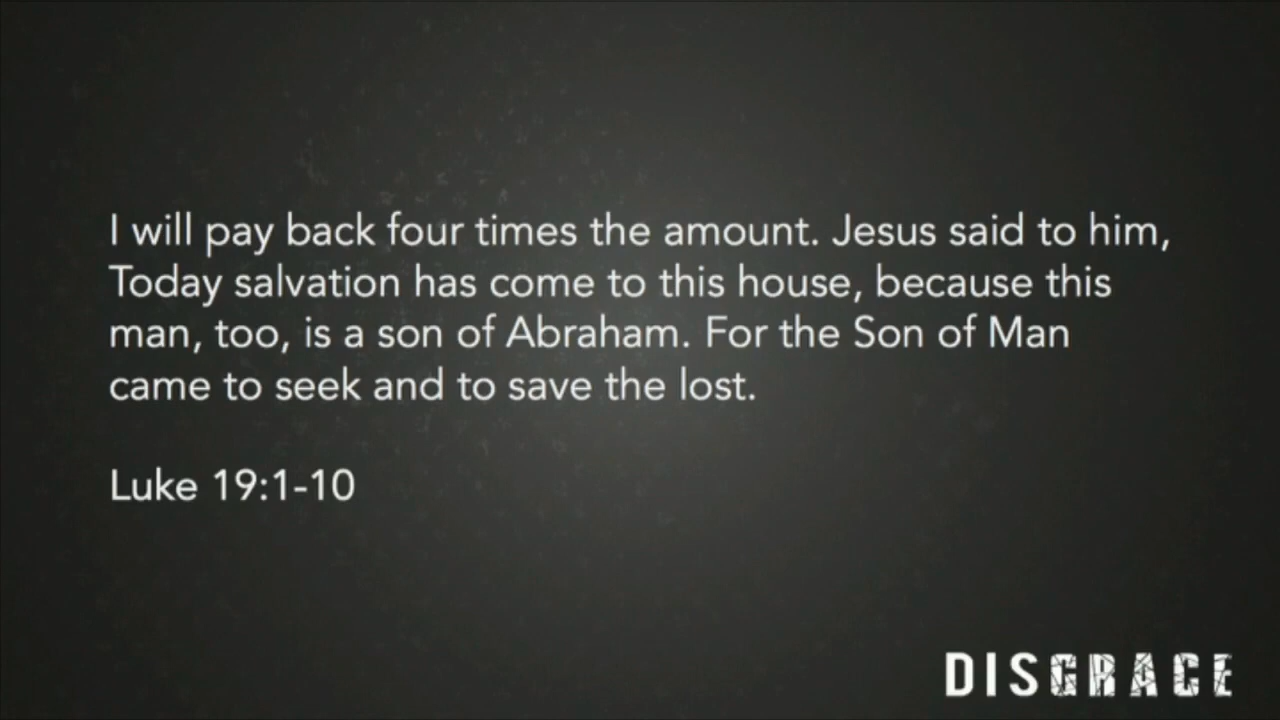 I will pay back four times the amount. Jesus said to him,
Today salvation has come to this house, because this
man, too, is a son of Abraham. For the Son of Man
came to seek and to save the lost.
Luke 19:1-10
DISGRACE